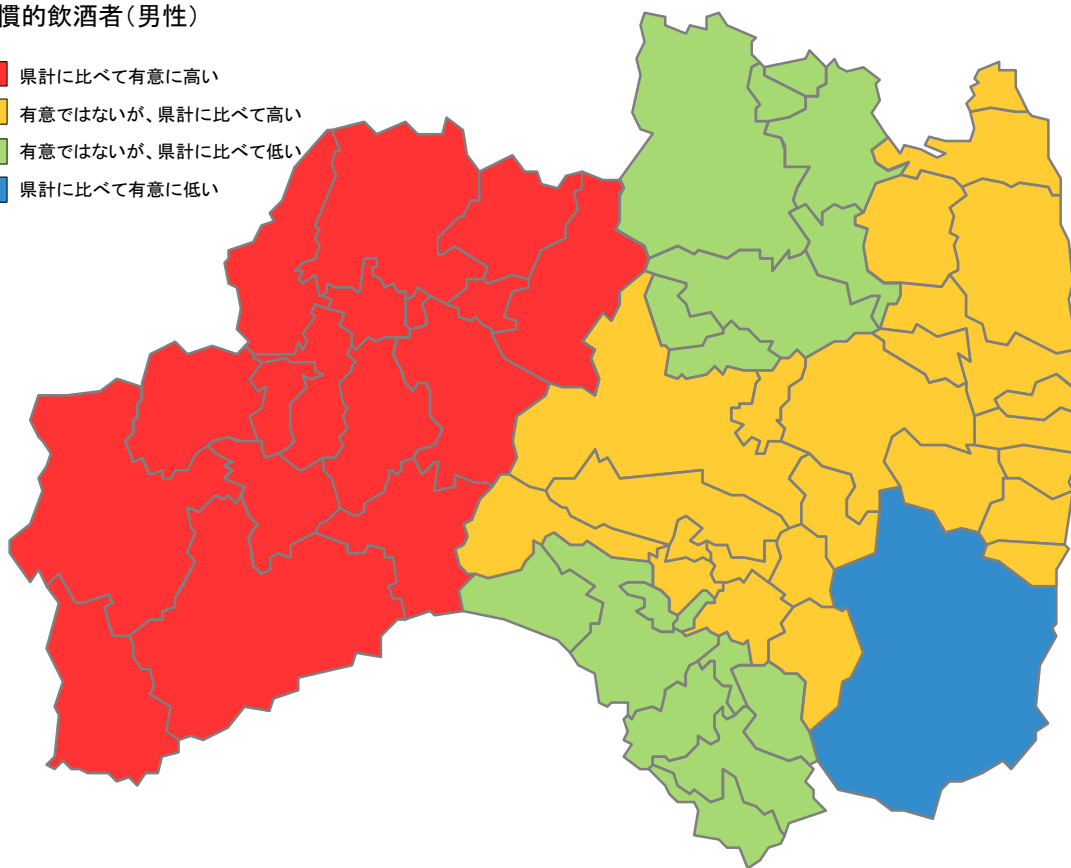 慣的飲酒者（男性）
県計に比べて有意に高い
有意ではないが、県計に比べて高い
有意ではないが、県計に比べて低い
県計に比べて有意に低い